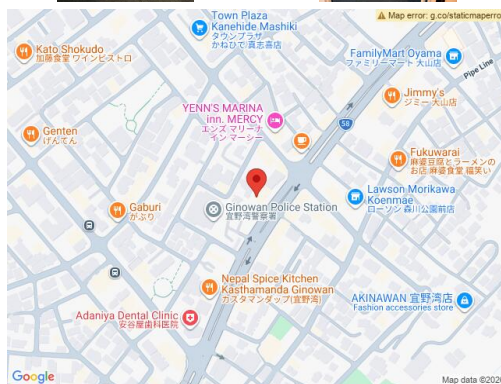 Map error: g.co/staticmaperro
Town Plaza
Kanehide Mashiki
タウンプラザ
かねひで 真志喜店
Kato Shokudo
加藤食堂 ワインビストロ
FamilyMart Oyama
ファミリーマート 大山店
Pipe Line
Jimmy's
ジミー 大山店
YENN'S MARINA
inn. MERCY
エンズ マリーナ
イン マーシー
58
Genten
げんてん
Fukuwarai
麻婆豆腐とラーメンの
お店 麻婆食堂 福笑い
Lawson Morikawa
Koenmae
ローソン 森川公園前店
Gaburi
がぶり
Ginowan Police Station
宜野湾警察署
Nepal Spice Kitchen
Kasthamanda Ginowan
カスタマンダップ(宜野湾)
AKINAWAN 宜野湾店
Fashion accessories store
Adaniya Dental Clinic
安谷屋歯科医院
Google
Map data ©202